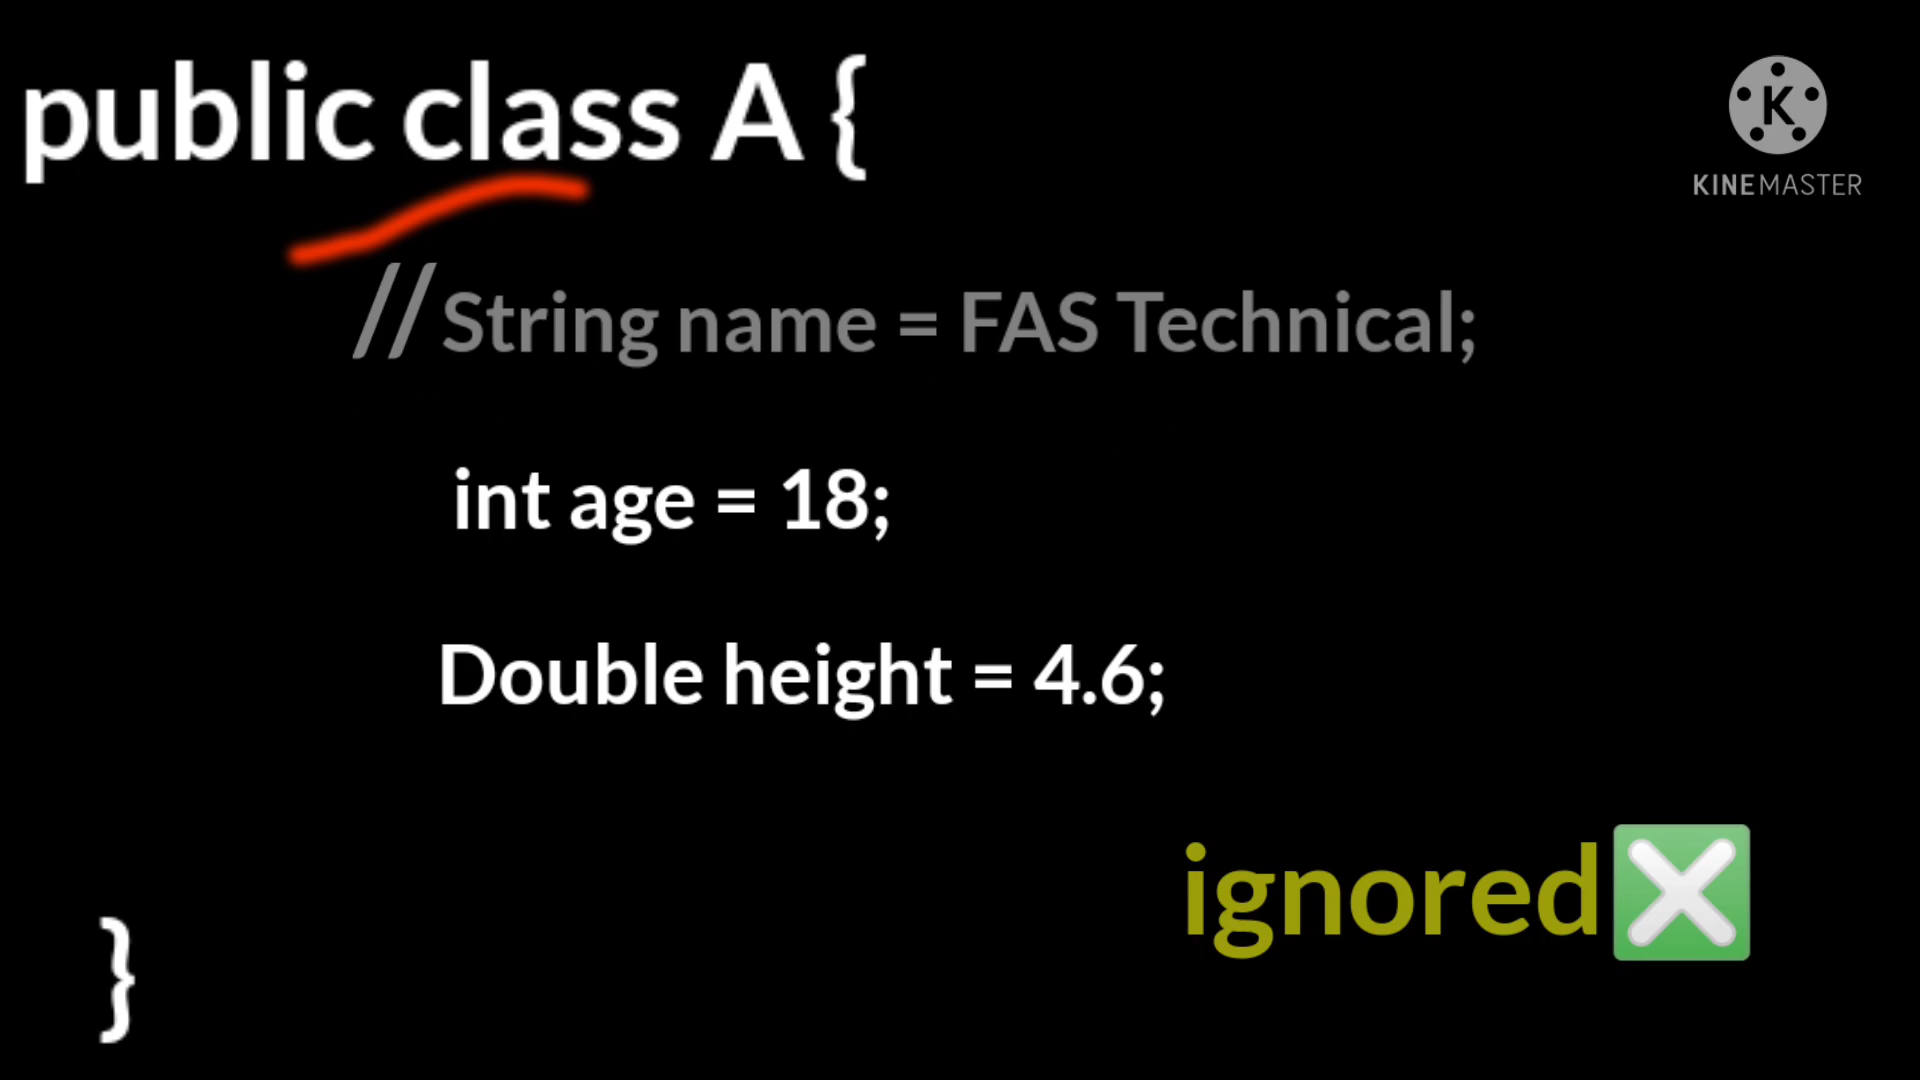 public class A {
K
KINEMASTER
//String name = FAS Technical;
int age = 18;
Double height = 4.6;
ignored❎
}